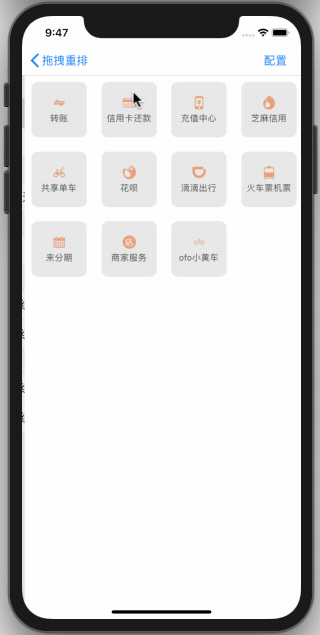 9:47
拖拽重排
配置
转账
信用卡还款
充值中心
芝麻信用
共享单车
花呗
滴滴出行
火车票机票
店
ofo
来分期
商家服务
ofo小黄车